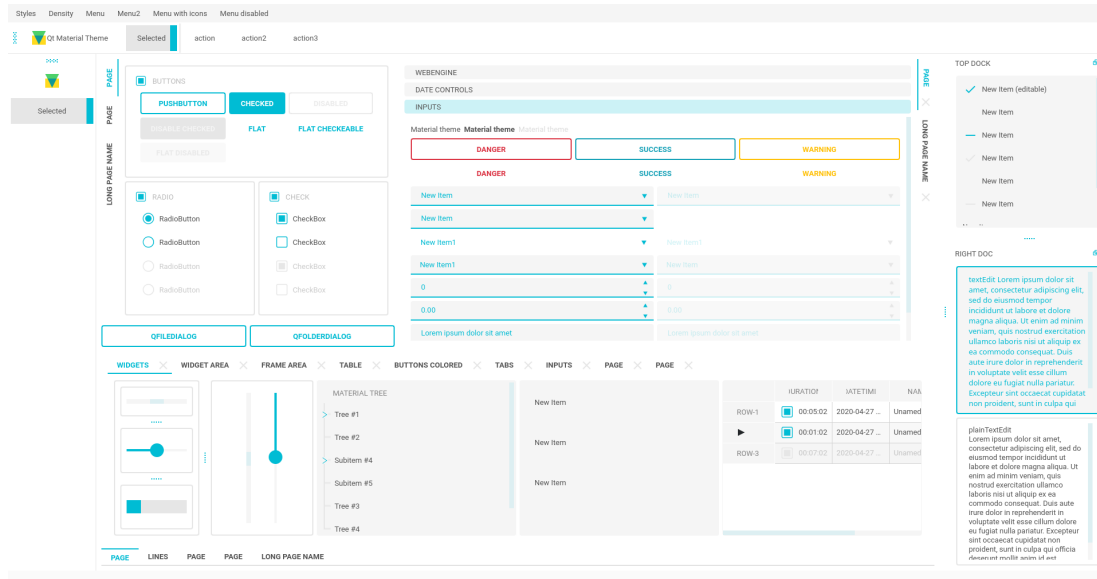 Styles Density Menu Menu2 Menu with icons Menu disabled
Qt Material Theme Selected action action2 action3
Selected
PAGE
PAGE
LONG PAGE NAME
BUTTONS
PUSHBUTTON CHECKED DISABLED
DISABLE CHECKED FLAT FLAT CHECKEABLE
FLAT DISABLED
RADIO
RadioButton
RadioButton
RadioButton
RadioButton
CHECK
CheckBox
CheckBox
CheckBox
CheckBox
QFILEDIALOG QFOLDERDIALOG
WEBENGINE
DATE CONTROLS
INPUTS
Material theme Material theme Material theme
DANGER SUCCESS WARNING
DANGER SUCCESS WARNING
New Item New Item
New Item
New Item1 New Item1
New Item1 New Item
0 0
0.00 0.00
Lorem ipsum dolor sit amet Lorem ipsum dolor sit amet
PAGE
LONG PAGE NAME
TOP DOCK
New Item (editable)
New Item
New Item
New Item
New Item
New Item
RIGHT DOC
textEdit Lorem ipsum dolor sit
amet, consectetur adipiscing elit,
sed do eiusmod tempor
incididunt ut labore et dolore
magna aliqua. Ut enim ad minim
veniam, quis nostrud exercitation
ullamco laboris nisi ut aliquip ex
ea commodo consequat. Duis
aute irure dolor in reprehenderit
in voluptate velit esse cillum
dolore eu fugiat nulla pariatur.
Excepteur sint occaecat cupidatat
non proident, sunt in culpa qui
plainTextEdit
Lorem ipsum dolor sit amet,
consectetur adipiscing elit, sed do
eiusmod tempor incididunt ut
labore et dolore magna aliqua. Ut
enim ad minim veniam, quis
nostrud exercitation ullamco
laboris nisi ut aliquip ex ea
commodo consequat. Duis aute
irure dolor in reprehenderit in
voluptate velit esse cillum dolore
eu fugiat nulla pariatur. Excepteur
sint occaecat cupidatat non
proident, sunt in culpa qui officia
deserunt mollit anim id est
WIDGETS WIDGET AREA FRAME AREA TABLE BUTTONS COLORED TABS INPUTS PAGE PAGE
MATERIAL TREE
Tree #1
Tree #2
Subitem #4
Subitem #5
Tree #3
Tree #4
New Item
New Item
New Item
ROW-1 00:05:02 2020-04-27 ... Unamed
00:01:02 2020-04-27 ... Unamed
ROW-3 00:07:02 2020-04-27 ... Unamed
PAGE LINES PAGE PAGE LONG PAGE NAME